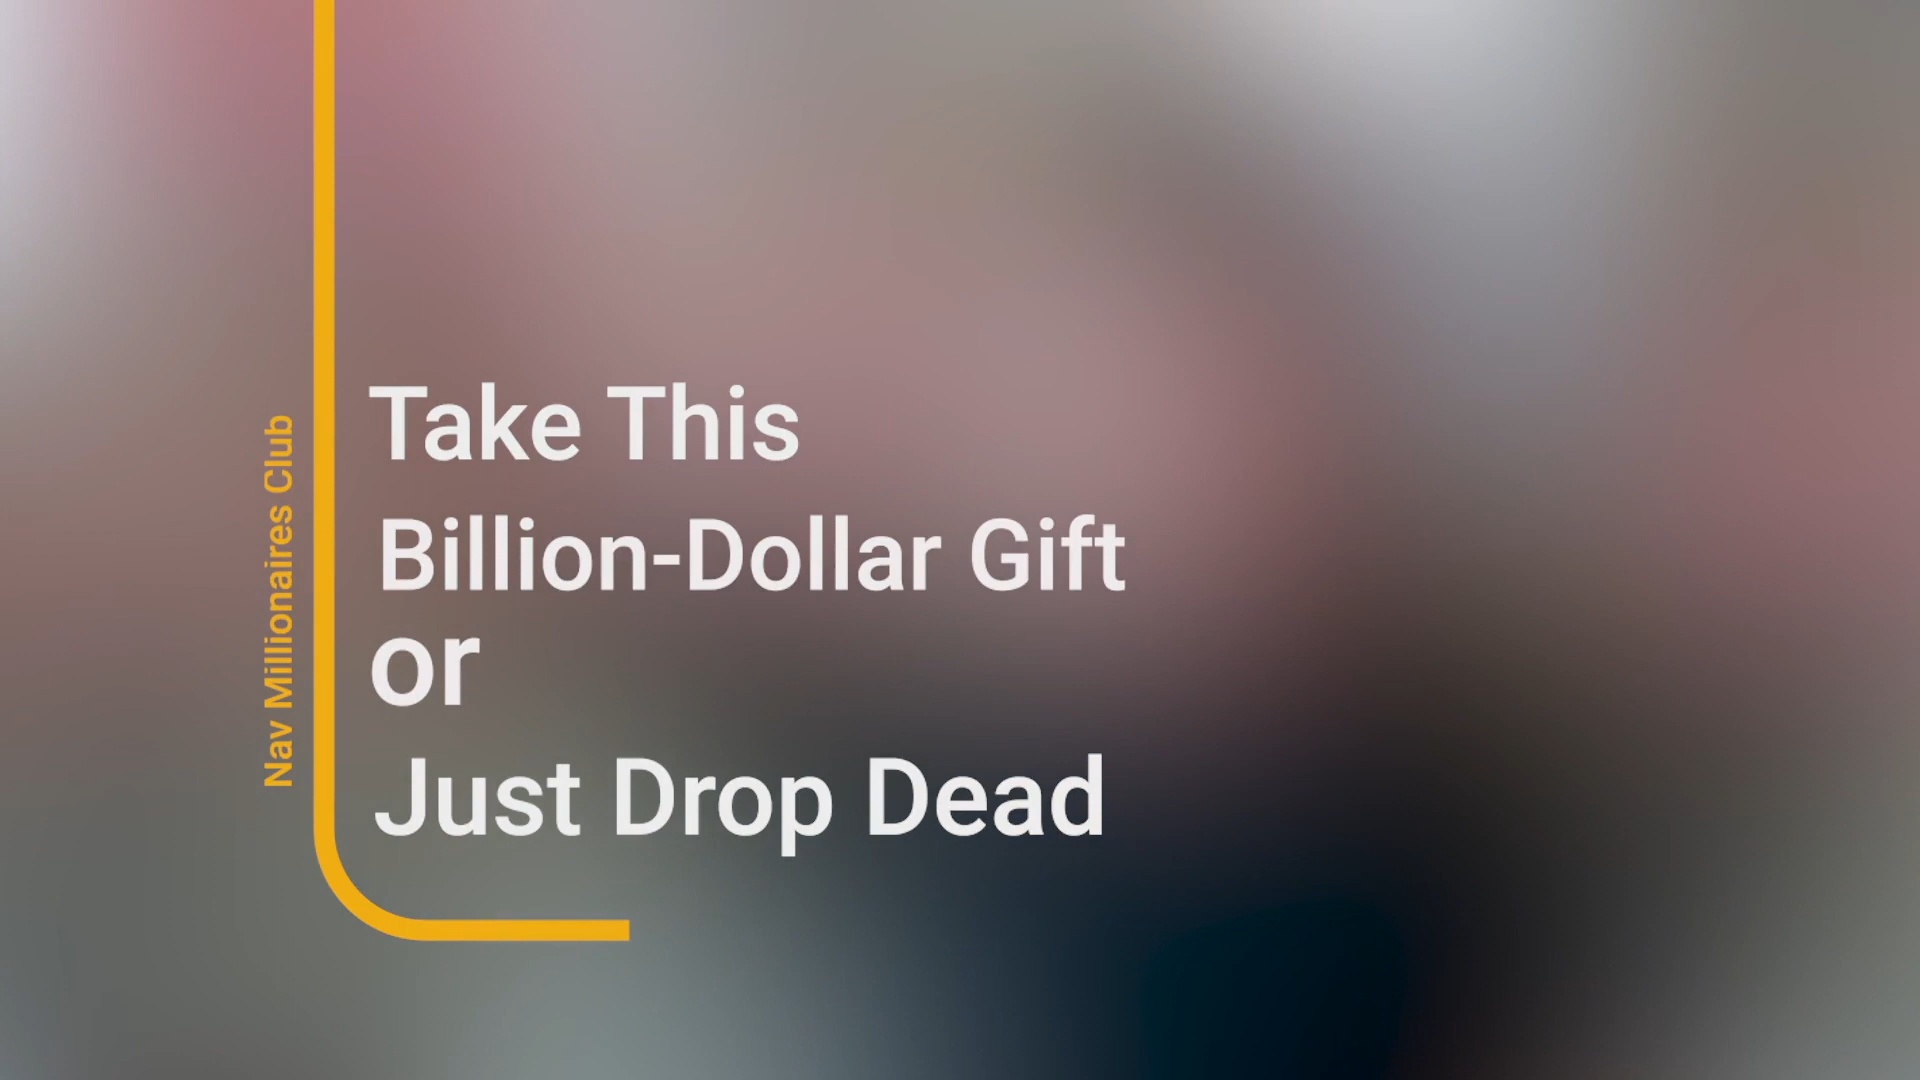 Nav Millionaires Club
Take This
Billion-Dollar Gift
or
Just Drop Dead